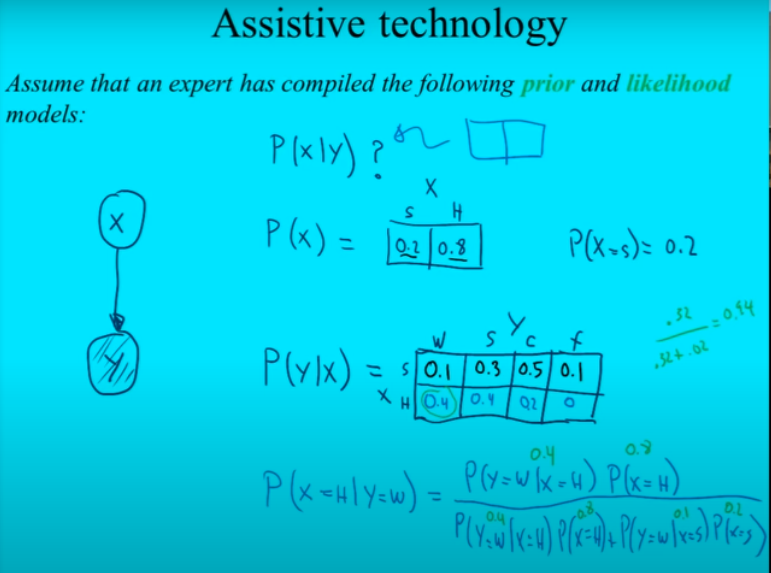 Assistive technology
Assume that an expert has compiled the following prior and likelihood
models:
P(x|y) ?
X
S H
P(x) = 0.2 0.8
P(X=s) = 0.2
X
.32
.32+.02
= 0.94
Y
W S C f
P(y|x) = S 0.1 0.3 0.5 0.1
X H 0.4 0.4 0.2 0
Y
0.4 0.8
P(x=H|y=w) = P(y=w|x=H) P(x=H)
0.4 0.8 0.1 0.2
P(y=w|x=H) P(x=H) + P(y=w|x=s) P(x=s)